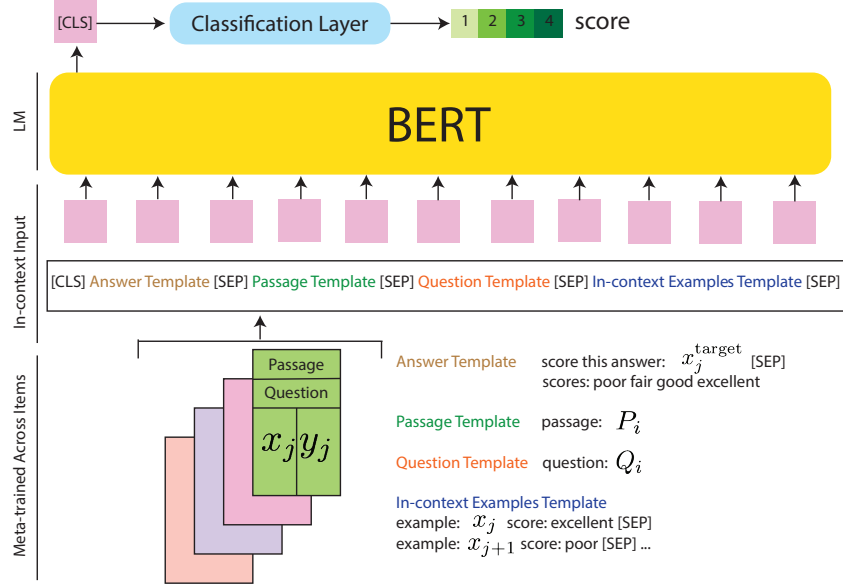 [CLS]
Classification Layer
1 2 3 4
score
LM
BERT
In-context Input
[CLS] Answer Template [SEP] Passage Template [SEP] Question Template [SEP] In-context Examples Template [SEP]
Meta-trained Across Items
Passage
Question
x_j y_j
Answer Template score this answer: x_j^target [SEP]
scores: poor fair good excellent
Passage Template passage: P_i
Question Template question: Q_i
In-context Examples Template
example: x_j score: excellent [SEP]
example: x_{j+1} score: poor [SEP] ...